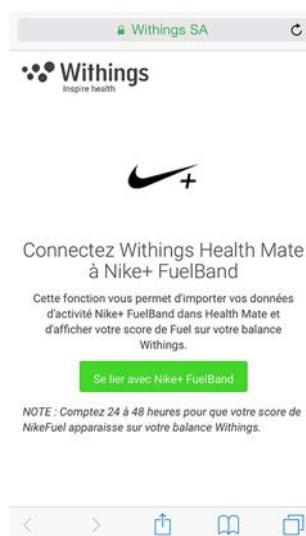 Withings SA
Withings
Inspire health
Connectez Withings Health Mate
à Nike+ FuelBand
Cette fonction vous permet d'importer vos données
d'activité Nike+ FuelBand dans Health Mate et
d'afficher votre score de Fuel sur votre balance
Withings.
Se lier avec Nike+ FuelBand
NOTE : Comptez 24 à 48 heures pour que votre score de
NikeFuel apparaisse sur votre balance Withings.